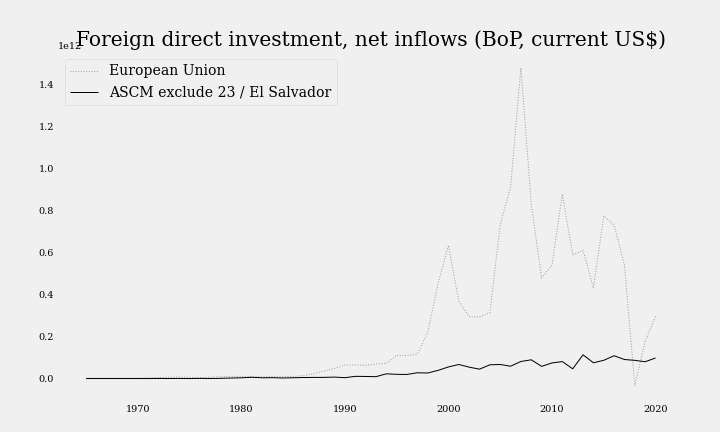 Foreign direct investment, net inflows (BoP, current US$)
1e12
European Union
ASCM exclude 23 / El Salvador
1.4
1.2
1.0
0.8
0.6
0.4
0.2
0.0
1970 1980 1990 2000 2010 2020